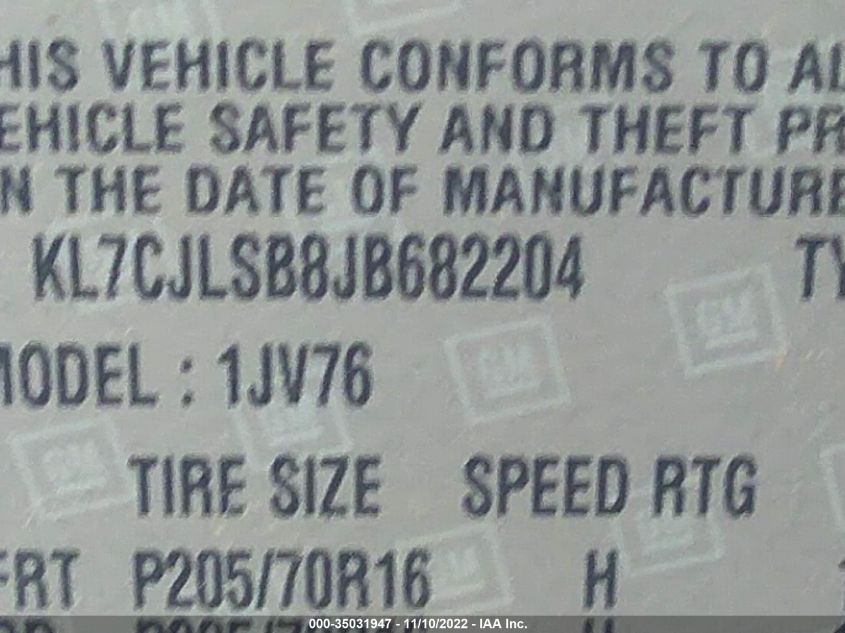 HIS VEHICLE CONFORMS TO AL
EHICLE SAFETY AND THEFT PR
N THE DATE OF MANUFACTURE
KL7CJLSB8JB682204 TY
MODEL : 1JV76
TIRE SIZE SPEED RTG
FRT P205/70R16 H
000-35031947 - 11/10/2022 - IAA Inc.